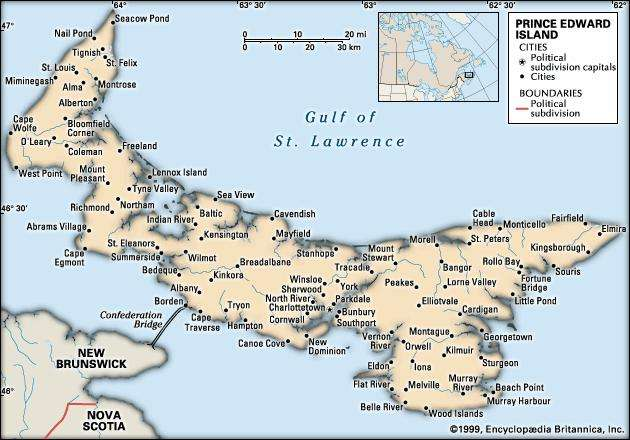 64°
63° 30'
63°
62° 30'
47°
46° 30'
46°
0 10 20 mi
0 10 20 30 km
PRINCE EDWARD
ISLAND
CITIES
* Political
subdivision capitals
• Cities
BOUNDARIES
Political
subdivision
Gulf of
St. Lawrence
Seacow Pond
Nail Pond
Tignish
St. Felix
St. Louis
Miminegash
Alma
Montrose
Alberton
Cape
Wolfe
Bloomfield
Corner
O'Leary
Coleman
Freeland
West Point
Mount
Pleasant
Lennox Island
Tyne Valley
Sea View
Richmond
Northam
Baltic
Indian River
Cavendish
Abrams Village
Kensington
Mayfield
St. Eleanors
Summerside
Cape
Egmont
Wilmot
Stanhope
Bedeque
Breadalbane
Kinkora
Albany
Borden
Cape
Traverse
Tryon
Hampton
Winsloe
Sherwood
North River
Charlottetown
Cornwall
York
Parkdale
Bunbury
Southport
Tracadie
Mount
Stewart
Morell
Cable
Head
Monticello
St. Peters
Fairfield
Elmira
Kingsborough
Rollo Bay
Souris
Fortune
Bridge
Little Pond
Bangor
Lorne Valley
Peakes
Elliotvale
Cardigan
Canoe Cove
New
Dominion
Vernon
River
Montague
Georgetown
Orwell
Kilmuir
Sturgeon
Eldon
Iona
Flat River
Melville
Murray
River
Beach Point
Murray Harbour
Belle River
Wood Islands
Confederation
Bridge
NEW
BRUNSWICK
NOVA
SCOTIA
©1999, Encyclopædia Britannica, Inc.